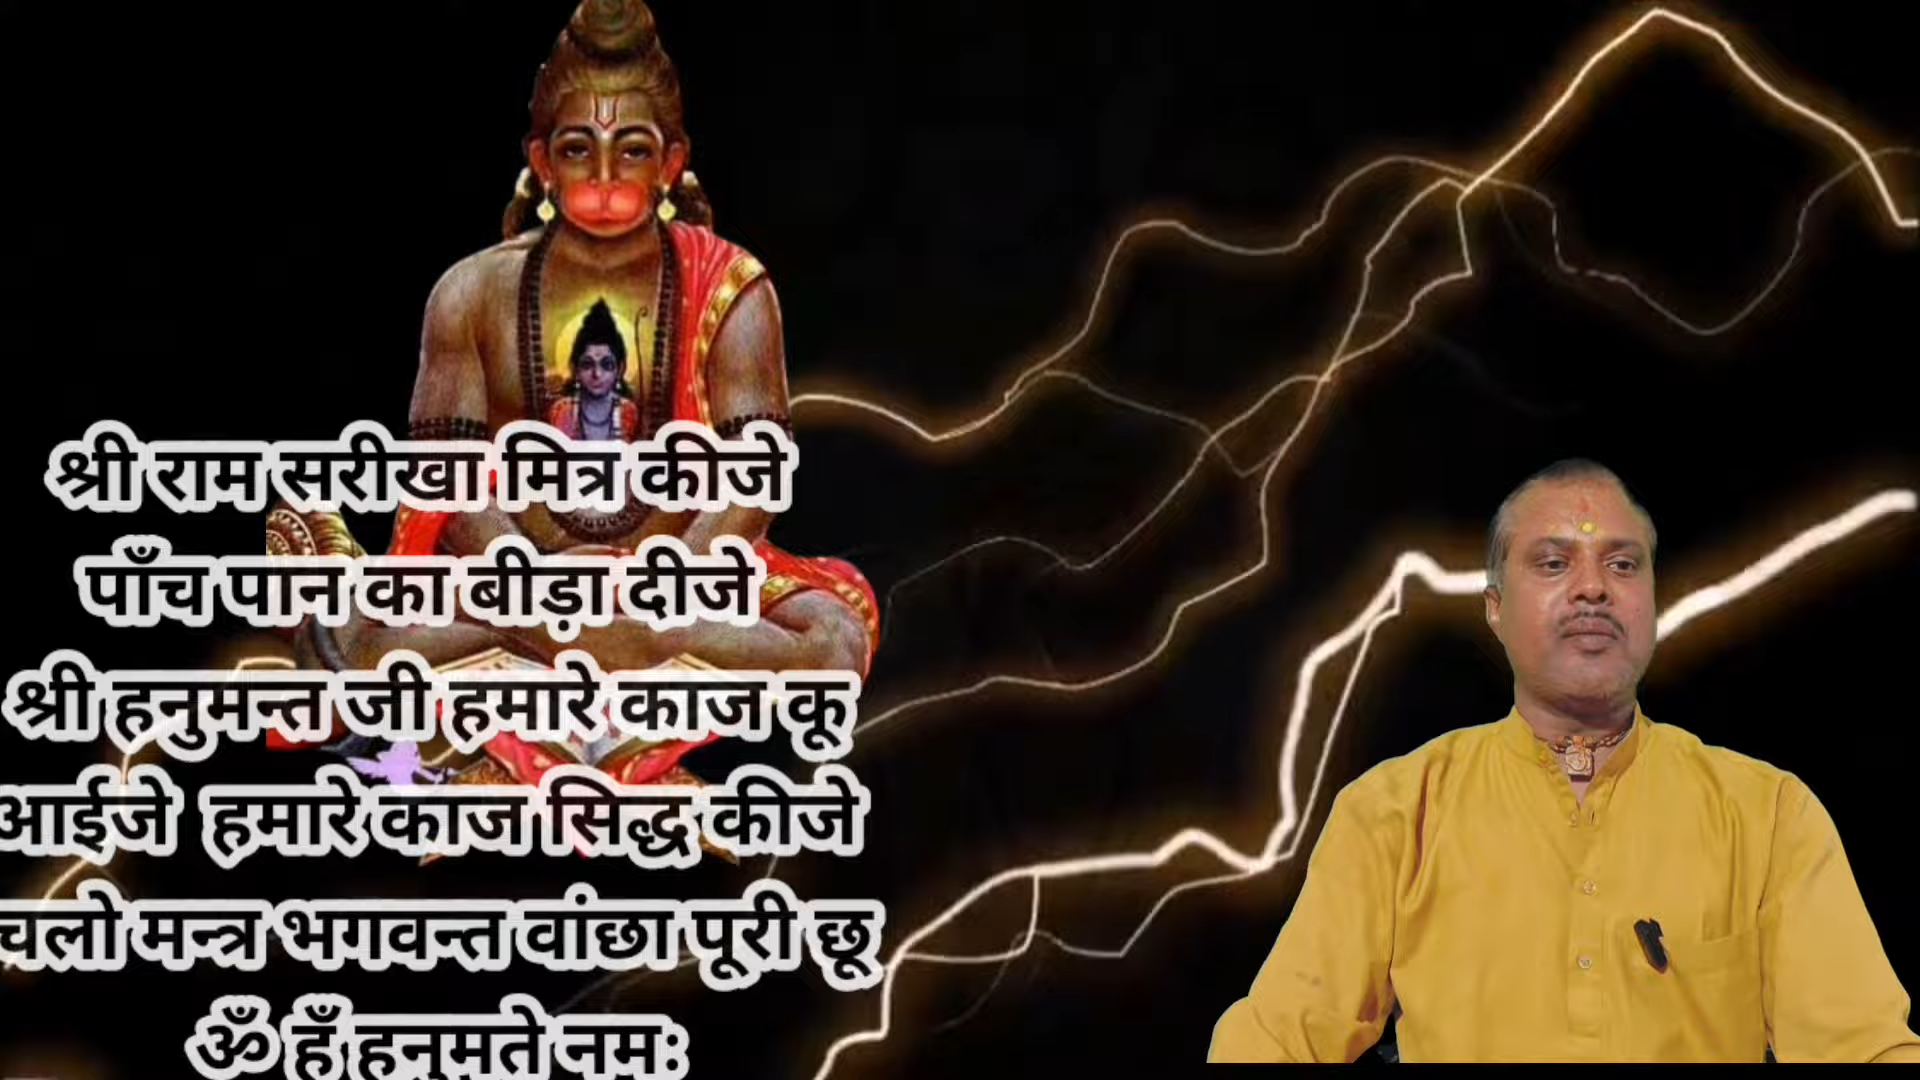 श्री राम सरीखा मित्र कीजे
पाँच पान का बीड़ा दीजे
श्री हनुमन्त जी हमारे काज कू
आईजे हमारे काज सिद्ध कीजे
चलो मन्त्र भगवन्त वांछा पूरी छू
ॐ हँ हनुमते नमः